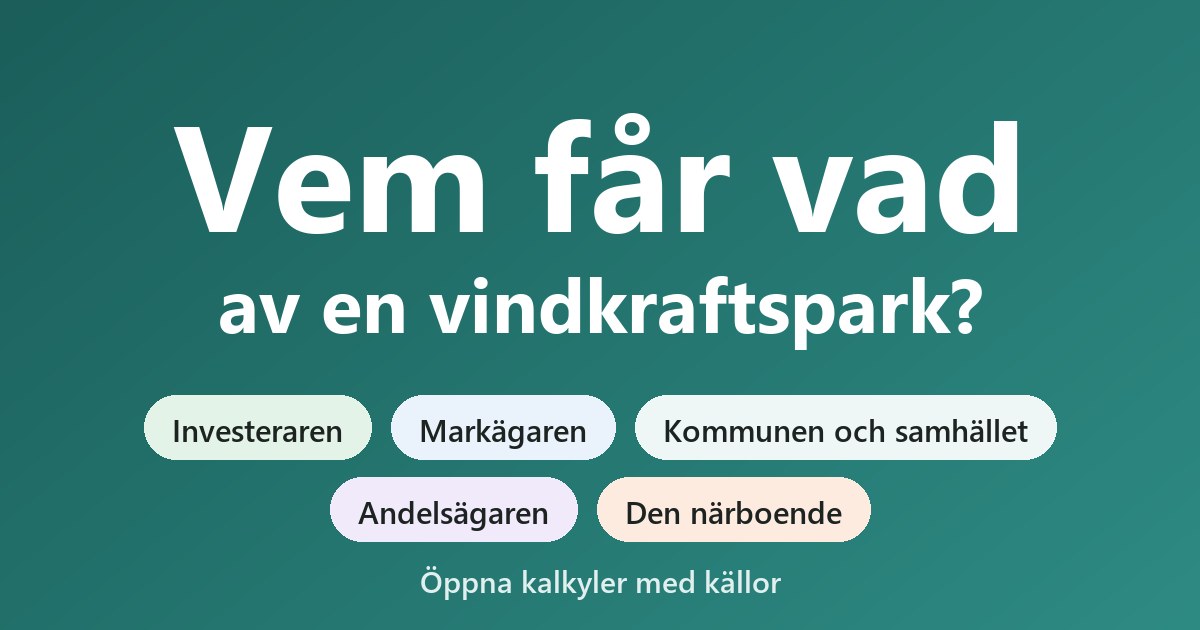 Vem får vad
av en vindkraftspark?
Investeraren Markägaren Kommunen och samhället
Andelsägaren Den närboende
Öppna kalkyler med källor